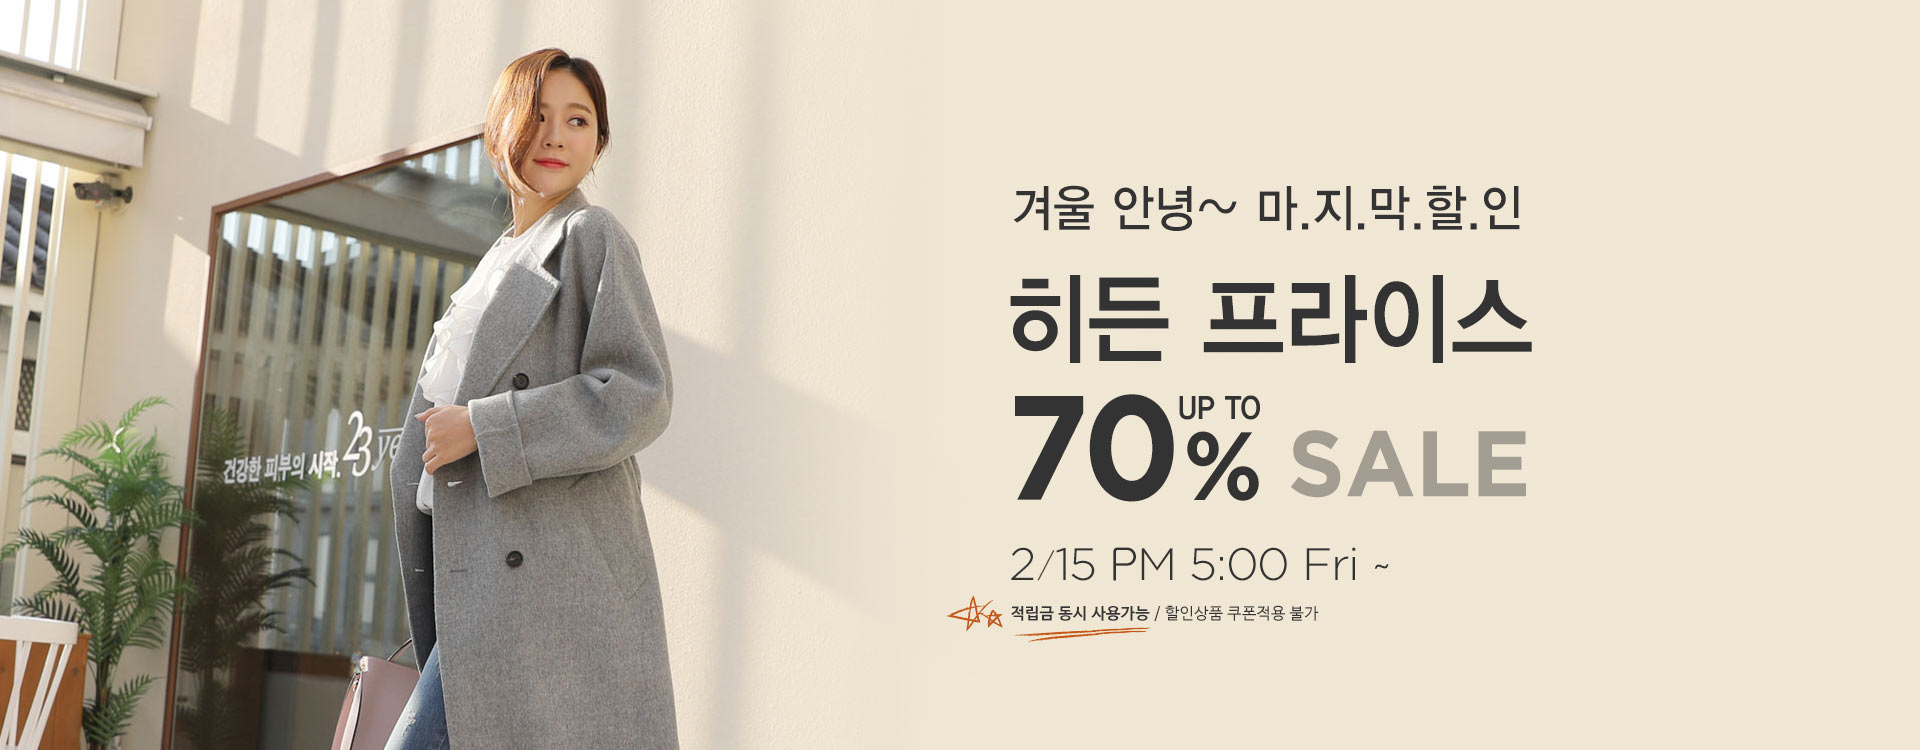 겨울 안녕~ 마.지.막.할.인
히든 프라이스
70% UP TO SALE
2/15 PM 5:00 Fri ~
적립금 동시 사용가능 / 할인상품 쿠폰적용 불가
건강한 피부의 시작. 23ye